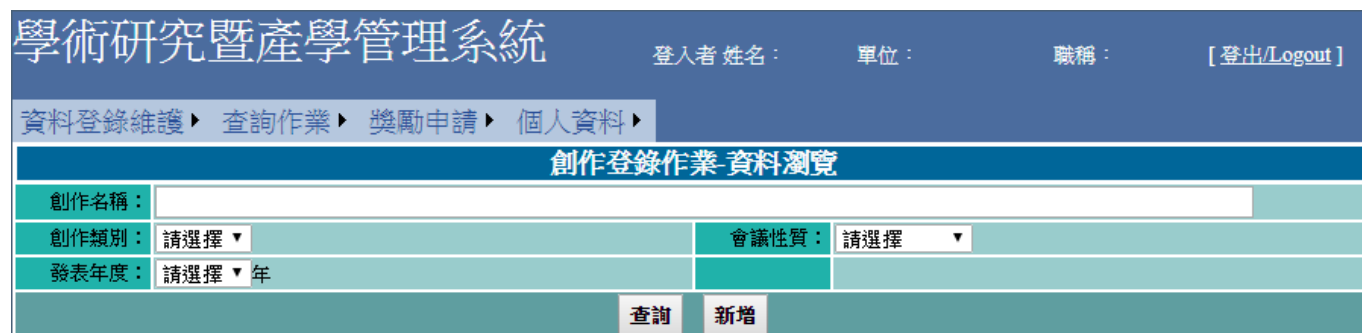 學術研究暨產學管理系統 登入者 姓名： 單位： 職稱： [ 登出/Logout ]
資料登錄維護 查詢作業 獎勵申請 個人資料
創作登錄作業-資料瀏覽
創作名稱：
創作類別： 請選擇 會議性質： 請選擇
發表年度： 請選擇 年
查詢 新增